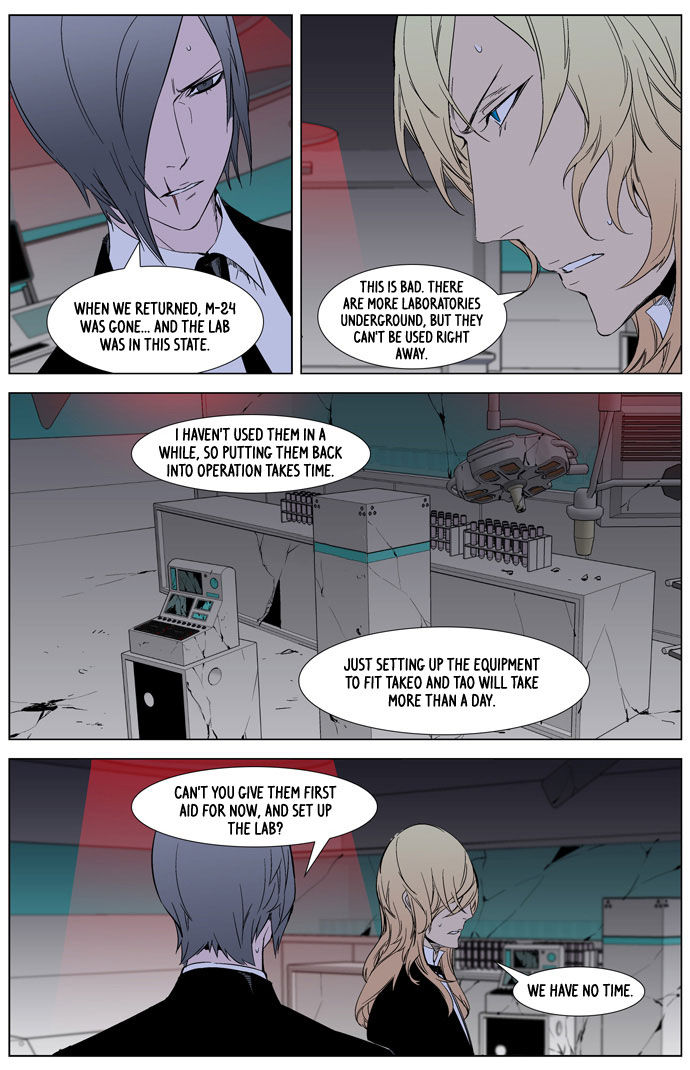 WHEN WE RETURNED, M-24
WAS GONE... AND THE LAB
WAS IN THIS STATE.
THIS IS BAD. THERE
ARE MORE LABORATORIES
UNDERGROUND, BUT THEY
CAN'T BE USED RIGHT
AWAY.
I HAVEN'T USED THEM IN A
WHILE, SO PUTTING THEM BACK
INTO OPERATION TAKES TIME.
JUST SETTING UP THE EQUIPMENT
TO FIT TAKEO AND TAO WILL TAKE
MORE THAN A DAY.
CAN'T YOU GIVE THEM FIRST
AID FOR NOW, AND SET UP
THE LAB?
WE HAVE NO TIME.